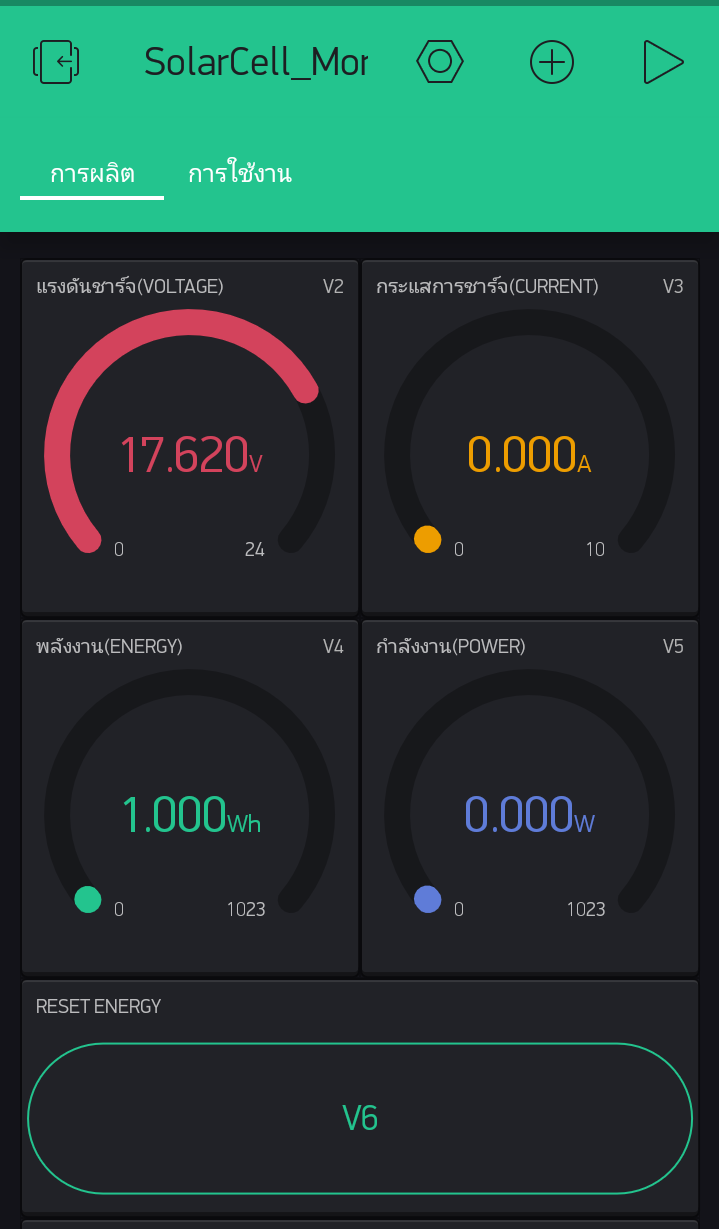 SolarCell_Mor
การผลิต การใช้งาน
แรงดันชาร์จ(VOLTAGE) V2
กระแสการชาร์จ(CURRENT) V3
17.620V
0 24
0.000A
0 10
พลังงาน(ENERGY) V4
กำลังงาน(POWER) V5
1.000Wh
0 1023
0.000W
0 1023
RESET ENERGY
V6